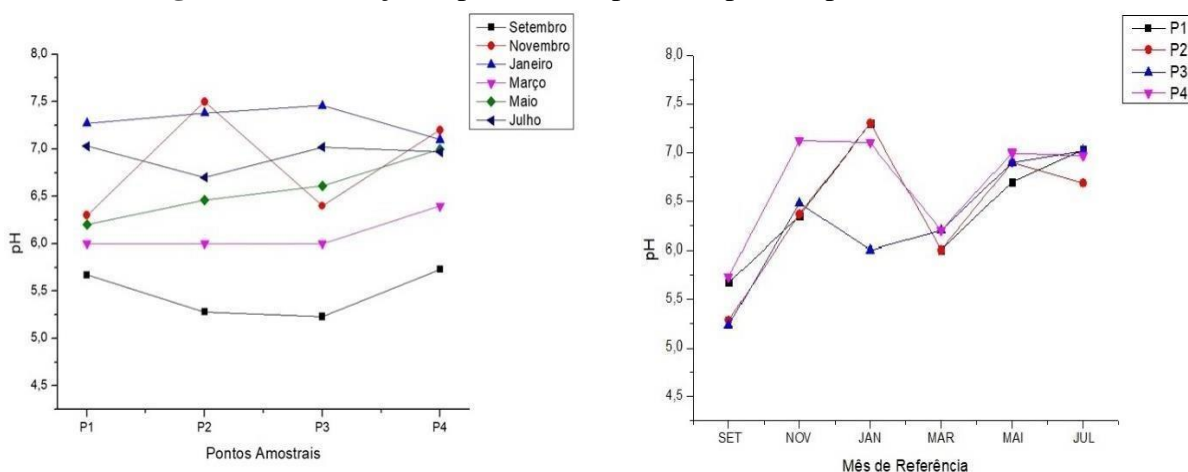 Setembro
Novembro
Janeiro
Março
Maio
Julho
8,0
7,5
7,0
6,5
6,0
5,5
5,0
4,5
pH
P1 P2 P3 P4
Pontos Amostrais
P1
P2
P3
P4
8,0
7,5
7,0
6,5
6,0
5,5
5,0
4,5
pH
SET NOV JAN MAR MAI JUL
Mês de Referência